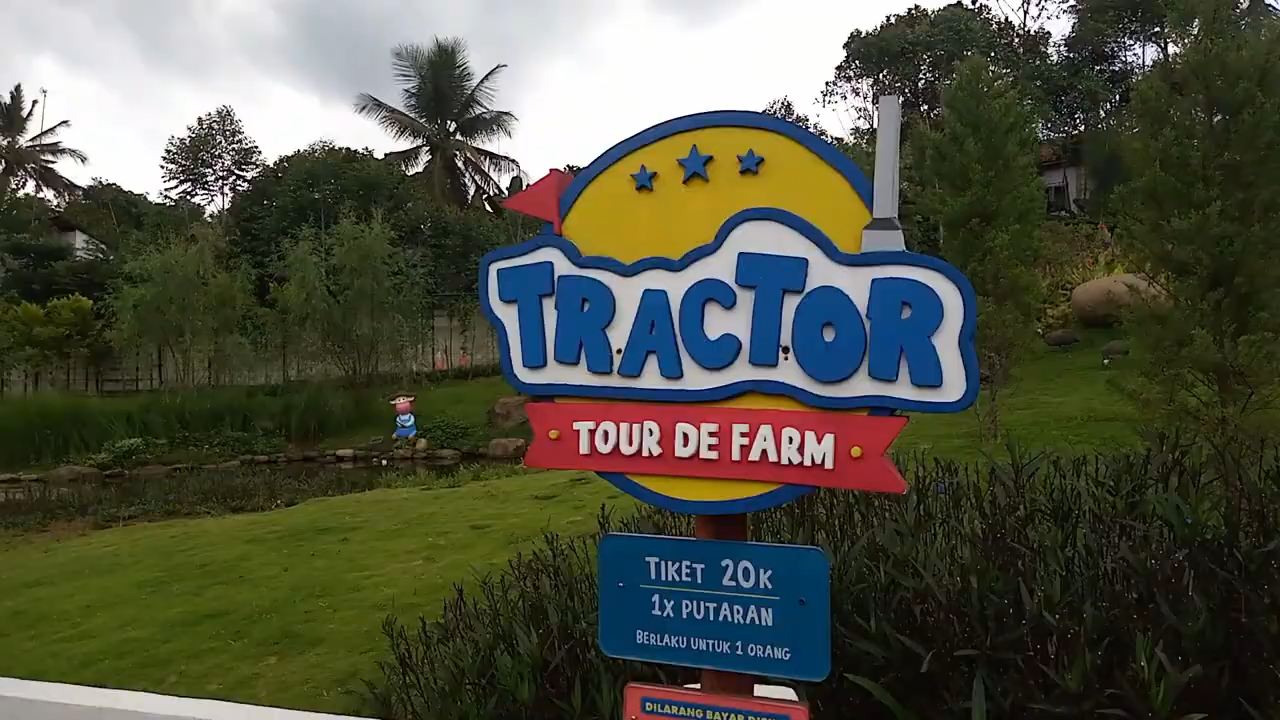 TRACTOR
TOUR DE FARM
TIKET 20K
1X PUTARAN
BERLAKU UNTUK 1 ORANG
DILARANG BAYAR